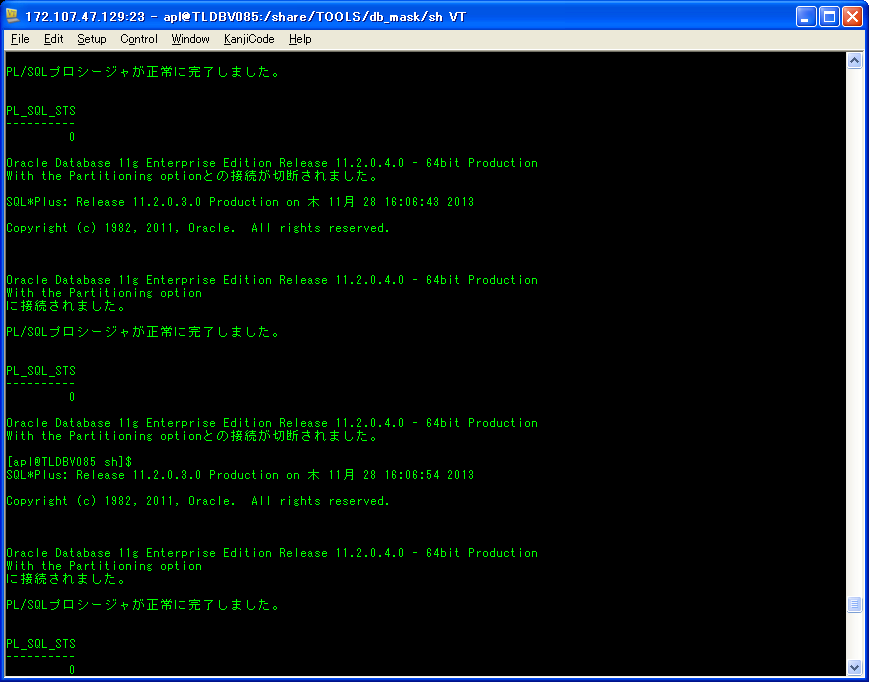 172.107.47.129:23 - apl@TLDBV085:/share/TOOLS/db_mask/sh VT
File Edit Setup Control Window KanjiCode Help
PL/SQLプロシージャが正常に完了しました。
PL_SQL_STS
----------
0
Oracle Database 11g Enterprise Edition Release 11.2.0.4.0 - 64bit Production
With the Partitioning optionとの接続が切断されました。
SQL*Plus: Release 11.2.0.3.0 Production on 木 11月 28 16:06:43 2013
Copyright (c) 1982, 2011, Oracle.  All rights reserved.
Oracle Database 11g Enterprise Edition Release 11.2.0.4.0 - 64bit Production
With the Partitioning option
に接続されました。
PL/SQLプロシージャが正常に完了しました。
PL_SQL_STS
----------
0
Oracle Database 11g Enterprise Edition Release 11.2.0.4.0 - 64bit Production
With the Partitioning optionとの接続が切断されました。
[apl@TLDBV085 sh]$
SQL*Plus: Release 11.2.0.3.0 Production on 木 11月 28 16:06:54 2013
Copyright (c) 1982, 2011, Oracle.  All rights reserved.
Oracle Database 11g Enterprise Edition Release 11.2.0.4.0 - 64bit Production
With the Partitioning option
に接続されました。
PL/SQLプロシージャが正常に完了しました。
PL_SQL_STS
----------
0